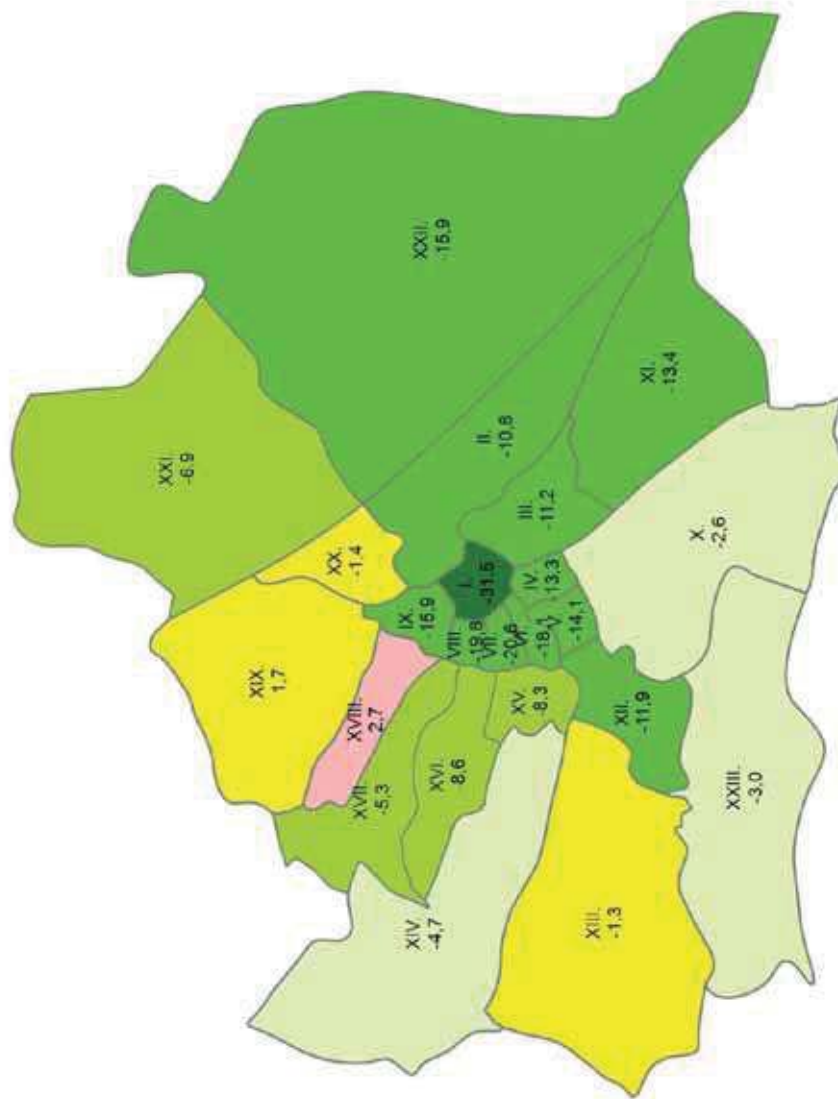 XIV.
-4,7
XIII.
-1,3
XXIII.
-3,0
XVII.
-5,3
XVI.
8,6
XVIII.
2,7
XIX.
1,7
XV.
-8,3
XII.
-11,9
XXI.
-6,9
XX.
-1,4
IX.
-15,9
VIII.
-19,8
VII.
-20,6
VI.
-18,1
V.
-14,1
I.
-31,5
IV.
13,3
X.
-2,6
III.
-11,2
II.
-10,8
XI.
-13,4
XXII.
-15,9